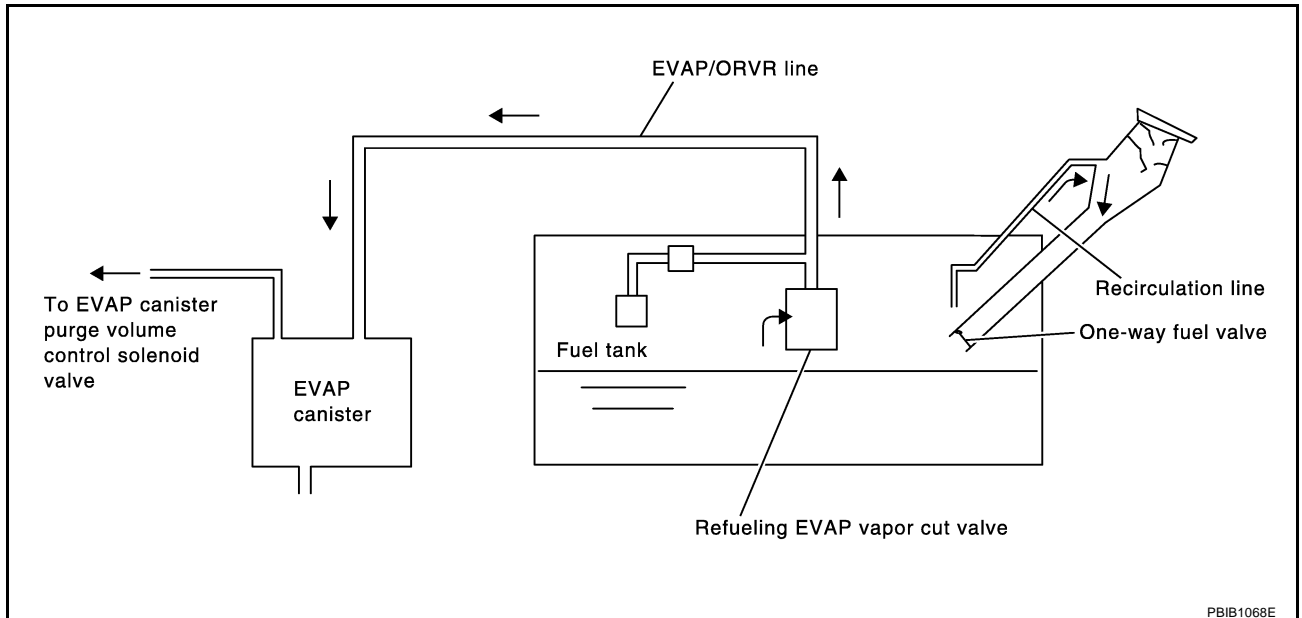 EVAP/ORVR line
Recirculation line
One-way fuel valve
To EVAP canister
purge volume
control solenoid
valve
Fuel tank
EVAP
canister
Refueling EVAP vapor cut valve
PBIB1068E